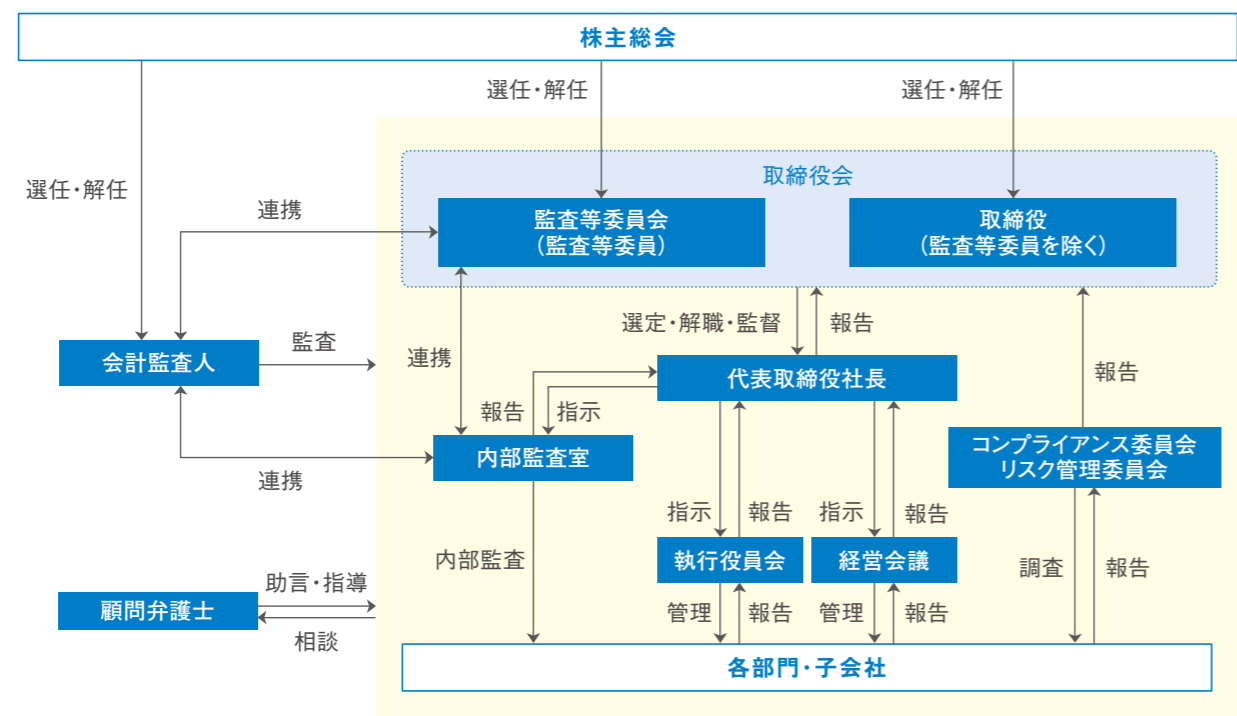 株主総会
選任・解任
選任・解任
選任・解任
取締役会
連携
監査等委員会
（監査等委員）
取締役
（監査等委員を除く）
選定・解職・監督
報告
監査
連携
会計監査人
代表取締役社長
報告
報告
指示
コンプライアンス委員会
リスク管理委員会
内部監査室
連携
指示
報告
指示
報告
内部監査
執行役員会
経営会議
調査
報告
助言・指導
顧問弁護士
相談
管理
報告
管理
報告
各部門・子会社